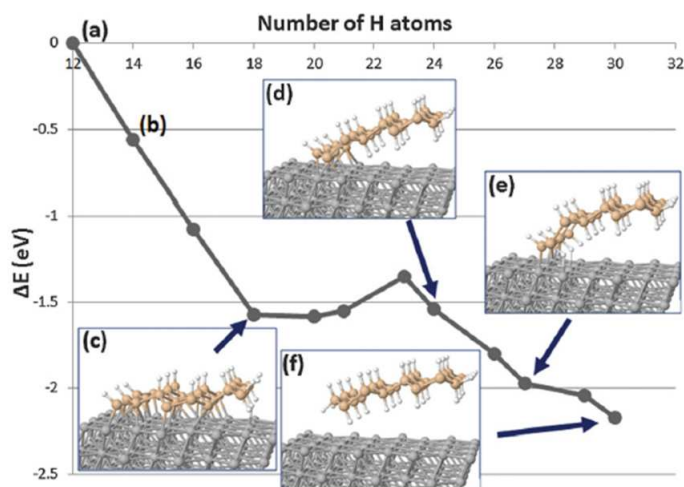 Number of H atoms
(a)
0
12 14 16 18 20 22 24 26 28 30 32
(d)
(b)
-0.5
(e)
-1
ΔE (eV)
-1.5
(c)
(f)
-2
-2.5